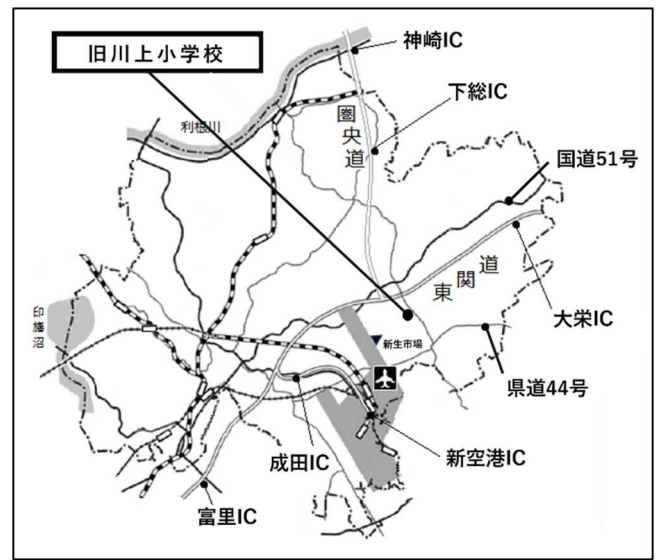 神崎IC
旧川上小学校
下総IC
圏央道
利根川
国道51号
東関道
大栄IC
印旛沼
新生市場
県道44号
成田IC
新空港IC
富里IC